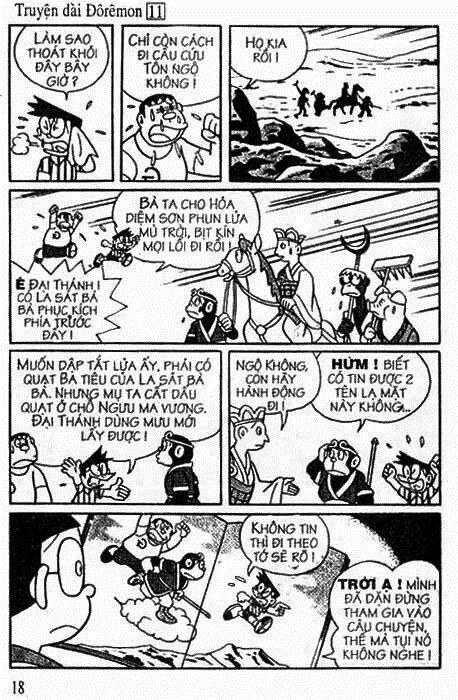 Truyện dài Đôrêmon 11
LÀM SAO
THOÁT KHỎI
ĐÂY BÂY
GIỜ ?
CHỈ CÒN CÁCH
ĐI CẦU CỨU
TÔN NGỘ
KHÔNG !
HỌ KIA
RỒI !
BẢ TA CHO HỎA
DIỆM SƠN PHUN LỬA
MÙ TRỜI, BỊT KÍN
MỌI LỐI ĐI RỒI !
Ê ĐẠI THÁNH !
CÓ LA SÁT BÀ
BÀ PHỤC KÍCH
PHÍA TRƯỚC
ĐẤY !
MUỐN DẬP TẮT LỬA ẤY, PHẢI CÓ
QUẠT BA TIÊU CỦA LA SÁT BÀ
BÀ. NHƯNG MỤ TA CẤT DẤU
QUẠT Ở CHỖ NGƯU MA VƯƠNG.
ĐẠI THÁNH DÙNG MƯU MỚI
LẤY ĐƯỢC !
NGỘ KHÔNG,
CON HÃY
HÀNH ĐỘNG
ĐI !
HỪM ! BIẾT
CÓ TIN ĐƯỢC 2
TÊN LẠ MẶT
NÀY KHÔNG...
KHÔNG TIN
THÌ ĐI THEO
TỚ SẼ RÕ !
TRỜI Ạ ! MÌNH
ĐÃ DẶN ĐỪNG
THAM GIA VÀO
CÂU CHUYỆN,
THẾ MÀ TỤI NÓ
KHÔNG NGHE !
18